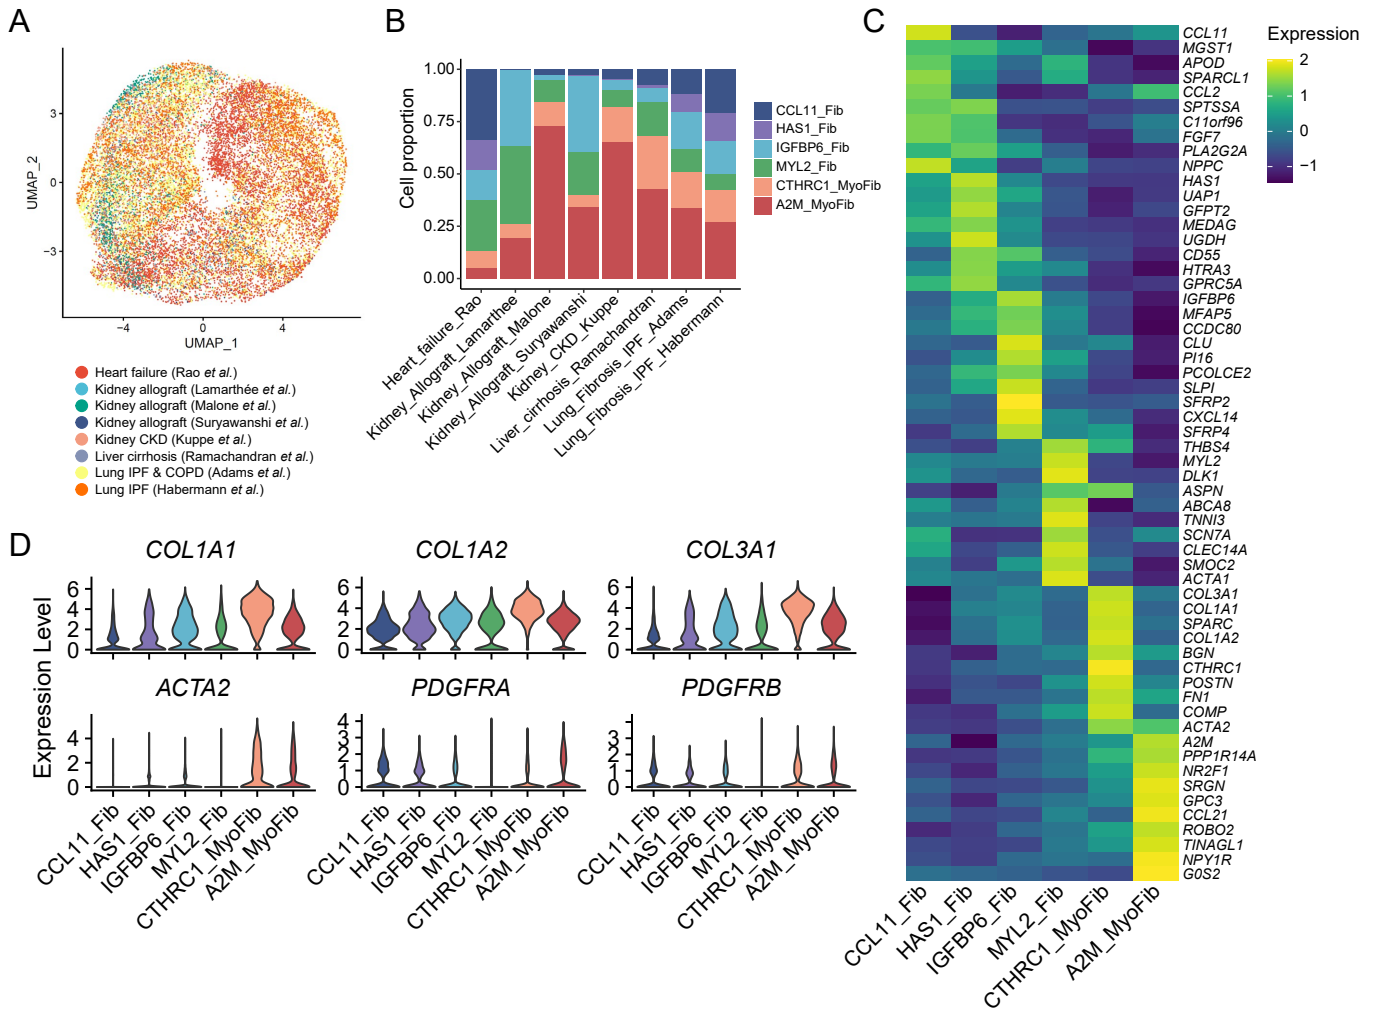 A
UMAP_2
3
0
−3
−4
0
4
UMAP_1
Heart failure (Rao et al.)
Kidney allograft (Lamarthée et al.)
Kidney allograft (Malone et al.)
Kidney allograft (Suryawanshi et al.)
Kidney CKD (Kuppe et al.)
Liver cirrhosis (Ramachandran et al.)
Lung IPF & COPD (Adams et al.)
Lung IPF (Habermann et al.)
B
Cell proportion
1.00
0.75
0.50
0.25
0.00
Heart_failure_Rao
Kidney_Allograft_Lamarthee
Kidney_Allograft_Malone
Kidney_Allograft_Suryawanshi
Kidney_CKD_Kuppe
Liver_cirrhosis_Ramachandran
Lung_Fibrosis_IPF_Adams
Lung_Fibrosis_IPF_Habermann
CCL11_Fib
HAS1_Fib
IGFBP6_Fib
MYL2_Fib
CTHRC1_MyoFib
A2M_MyoFib
C
CCL11
MGST1
APOD
SPARCL1
CCL2
SPTSSA
C11orf96
FGF7
PLA2G2A
NPPC
HAS1
UAP1
GFPT2
MEDAG
UGDH
CD55
HTRA3
GPRC5A
IGFBP6
MFAP5
CCDC80
CLU
PI16
PCOLCE2
SLPI
SFRP2
CXCL14
SFRP4
THBS4
MYL2
DLK1
ASPN
ABCA8
TNNI3
SCN7A
CLEC14A
SMOC2
ACTA1
COL3A1
COL1A1
SPARC
COL1A2
BGN
CTHRC1
POSTN
FN1
COMP
ACTA2
A2M
PPP1R14A
NR2F1
SRGN
GPC3
CCL21
ROBO2
TINAGL1
NPY1R
G0S2
CCL11_Fib
HAS1_Fib
IGFBP6_Fib
MYL2_Fib
CTHRC1_MyoFib
A2M_MyoFib
Expression
2
1
0
−1
D
Expression Level
COL1A1
6
4
2
0
COL1A2
6
4
2
0
COL3A1
6
4
2
0
ACTA2
4
2
0
PDGFRA
4
3
2
1
0
PDGFRB
3
2
1
0
CCL11_Fib
HAS1_Fib
IGFBP6_Fib
MYL2_Fib
CTHRC1_MyoFib
A2M_MyoFib
CCL11_Fib
HAS1_Fib
IGFBP6_Fib
MYL2_Fib
CTHRC1_MyoFib
A2M_MyoFib
CCL11_Fib
HAS1_Fib
IGFBP6_Fib
MYL2_Fib
CTHRC1_MyoFib
A2M_MyoFib